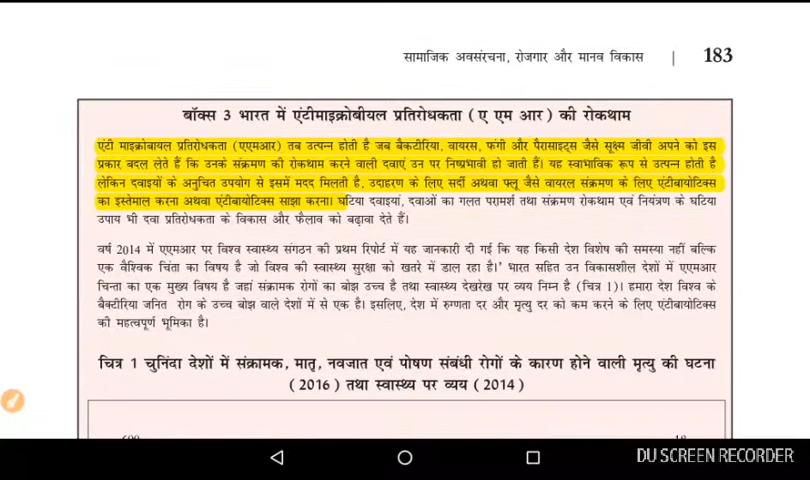 सामाजिक अवसंरचना, रोजगार और मानव विकास | 183
बॉक्स 3 भारत में एंटीमाइक्रोबीयल प्रतिरोधकता (ए एम आर) की रोकथाम
एंटी माइक्रोबायल प्रतिरोधकता (एएमआर) तब उत्पन्न होती है जब बैकटीरिया, वायरस, फंगी और पैरासाइट्स जैसे सूक्ष्म जीवी अपने को इस
प्रकार बदल लेते हैं कि उनके संक्रमण की रोकथाम करने वाली दवाएं उन पर निष्प्रभावी हो जाती हैं। यह स्वाभाविक रूप से उत्पन्न होती है
लेकिन दवाइयों के अनुचित उपयोग से इसमें मदद मिलती है, उदाहरण के लिए सर्दी अथवा फ्लू जैसे वायरल संक्रमण के लिए एंटीबायोटिक्स
का इस्तेमाल करना अथवा एंटीबायोटिक्स साझा करना। घटिया दवाइयां, दवाओं का गलत परामर्श तथा संक्रमण रोकथाम एवं नियंत्रण के घटिया
उपाय भी दवा प्रतिरोधकता के विकास और फैलाव को बढ़ावा देते हैं।
वर्ष 2014 में एएमआर पर विश्व स्वास्थ्य संगठन की प्रथम रिपोर्ट में यह जानकारी दी गई कि यह किसी देश विशेष की समस्या नहीं बल्कि
एक वैश्विक चिंता का विषय है जो विश्व की स्वास्थ्य सुरक्षा को खतरे में डाल रहा है।' भारत सहित उन विकासशील देशों में एएमआर
चिन्ता का एक मुख्य विषय है जहां संक्रामक रोगों का बोझ उच्च है तथा स्वास्थ्य देखरेख पर व्यय निम्न है (चित्र 1)। हमारा देश विश्व के
बैक्टीरिया जनित रोग के उच्च बोझ वाले देशों में से एक है। इसलिए, देश में रुग्णता दर और मृत्यु दर को कम करने के लिए एंटीबायोटिक्स
की महत्वपूर्ण भूमिका है।
चित्र 1 चुनिंदा देशों में संक्रामक, मातृ, नवजात एवं पोषण संबंधी रोगों के कारण होने वाली मृत्यु की घटना
(2016) तथा स्वास्थ्य पर व्यय (2014)
DU SCREEN RECORDER